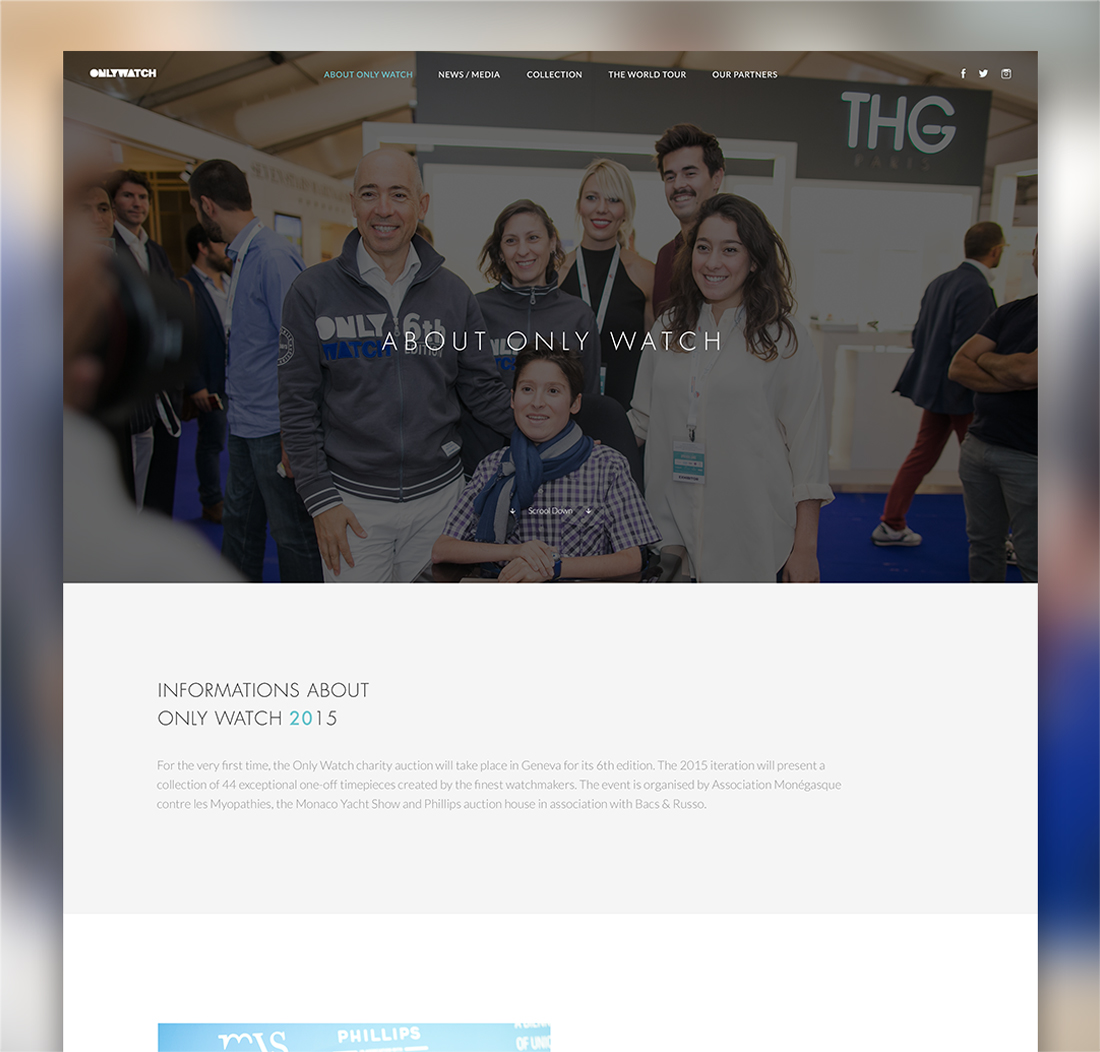 ONLYWATCH
ABOUT ONLY WATCH
NEWS / MEDIA
COLLECTION
THE WORLD TOUR
OUR PARTNERS
THG
PARIS
ONLY
WATCH
6th
EDITION
ABOUT ONLY WATCH
Scrool Down
INFORMATIONS ABOUT
ONLY WATCH 2015
For the very first time, the Only Watch charity auction will take place in Geneva for its 6th edition. The 2015 iteration will present a
collection of 44 exceptional one-off timepieces created by the finest watchmakers. The event is organised by Association Monégasque
contre les Myopathies, the Monaco Yacht Show and Phillips auction house in association with Bacs & Russo.
PHILLIPS